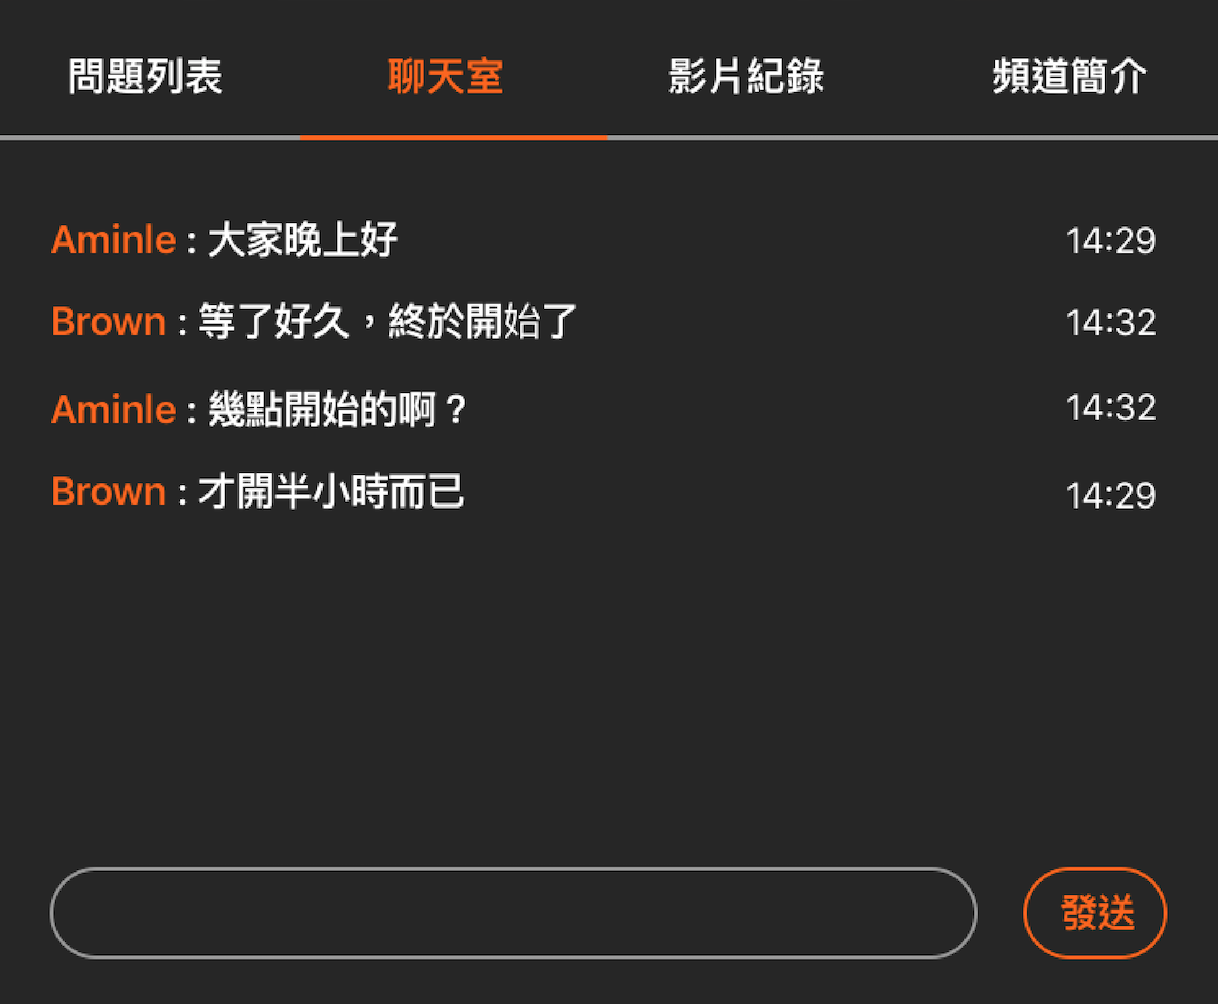 問題列表 聊天室 影片紀錄 頻道簡介
Aminle : 大家晚上好 14:29
Brown : 等了好久，終於開始了 14:32
Aminle : 幾點開始的啊？ 14:32
Brown : 才開半小時而已 14:29
發送